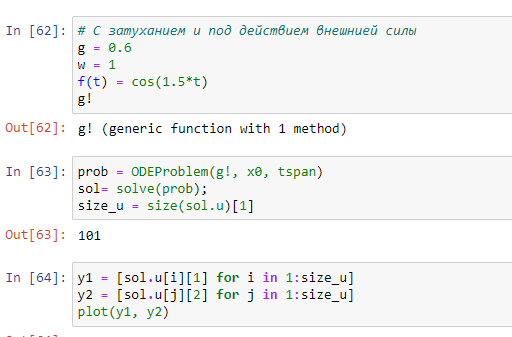 In [62]: # С затуханием и под действием внешнией силы
g = 0.6
w = 1
f(t) = cos(1.5*t)
g!
Out[62]: g! (generic function with 1 method)
In [63]: prob = ODEProblem(g!, x0, tspan)
sol= solve(prob);
size_u = size(sol.u)[1]
Out[63]: 101
In [64]: y1 = [sol.u[i][1] for i in 1:size_u]
y2 = [sol.u[j][2] for j in 1:size_u]
plot(y1, y2)